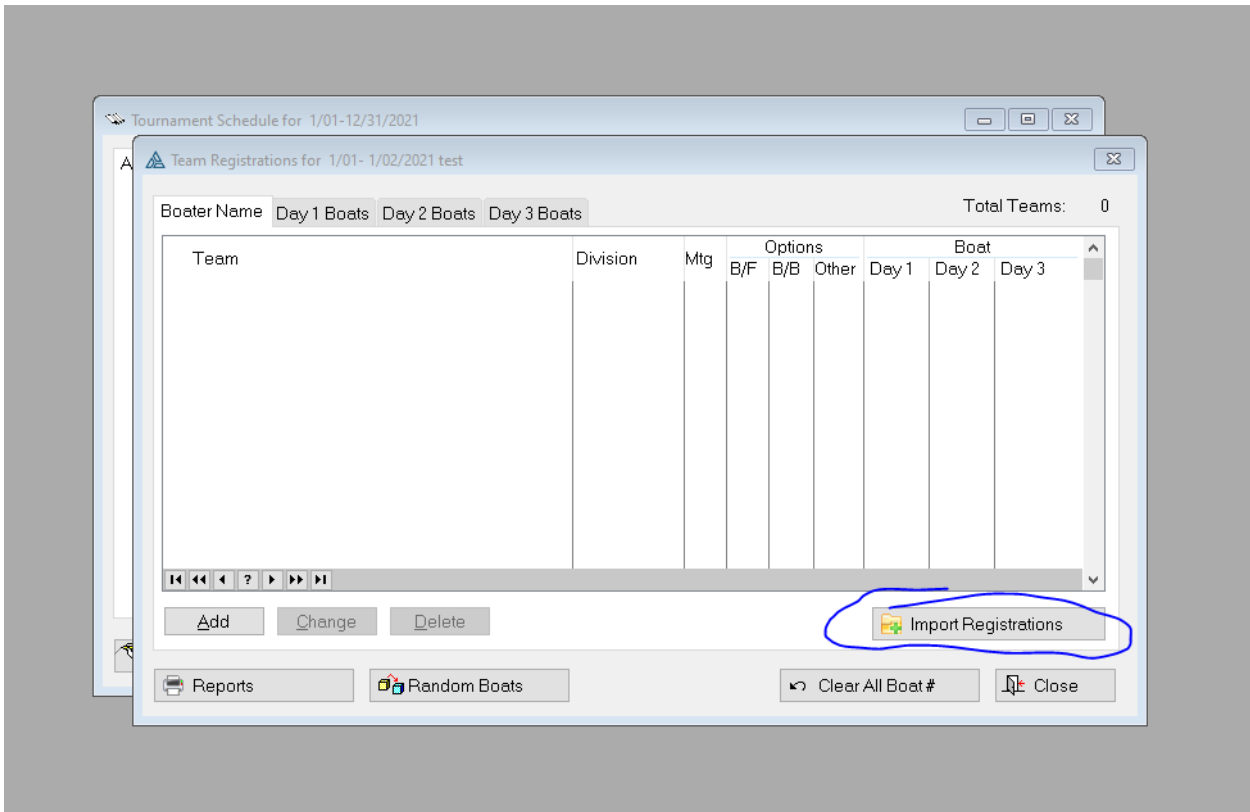 Tournament Schedule for 1/01-12/31/2021
A
Team Registrations for 1/01- 1/02/2021 test
Boater Name Day 1 Boats Day 2 Boats Day 3 Boats Total Teams: 0
Options Boat
Team Division Mtg
B/F B/B Other Day 1 Day 2 Day 3
?
Add Change Delete Import Registrations
Reports Random Boats Clear All Boat # Close